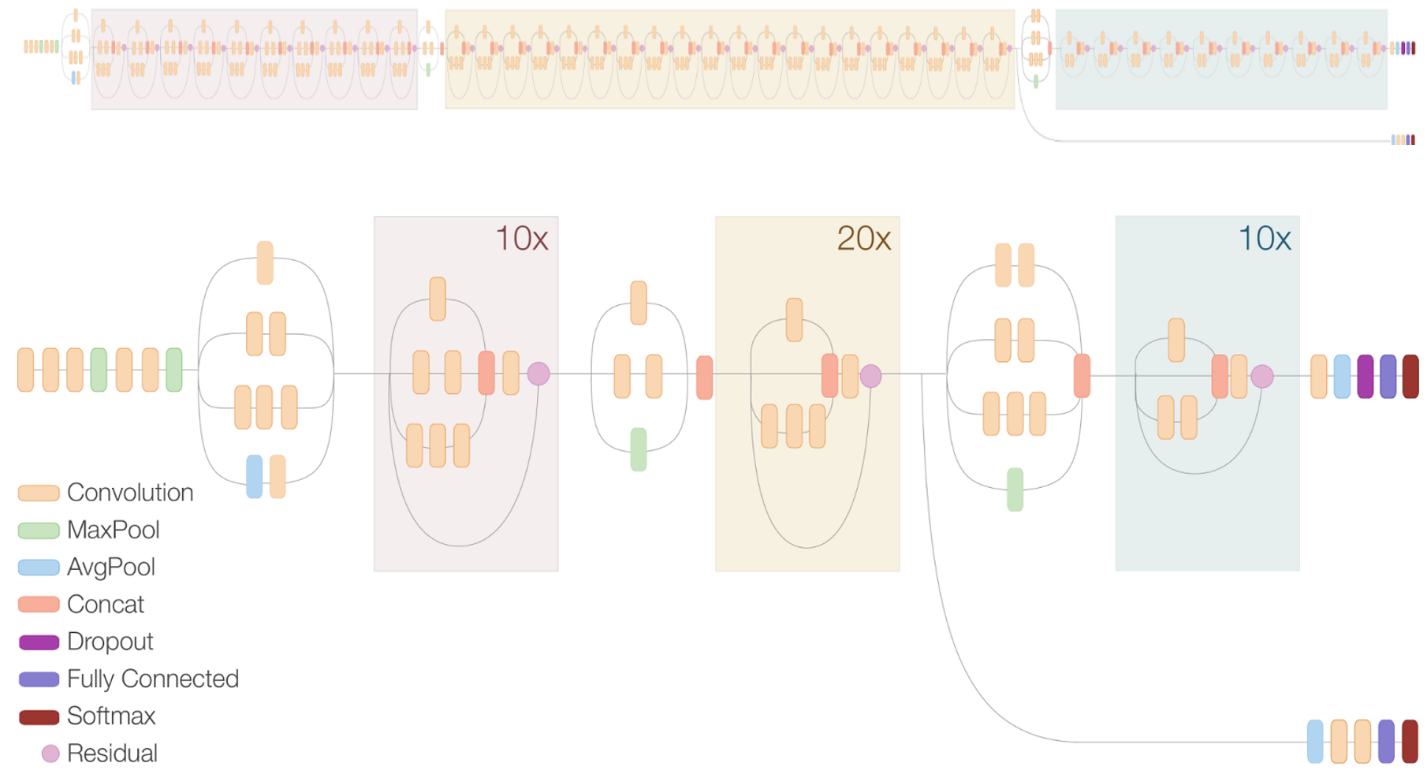 10x
20x
10x
Convolution
MaxPool
AvgPool
Concat
Dropout
Fully Connected
Softmax
Residual